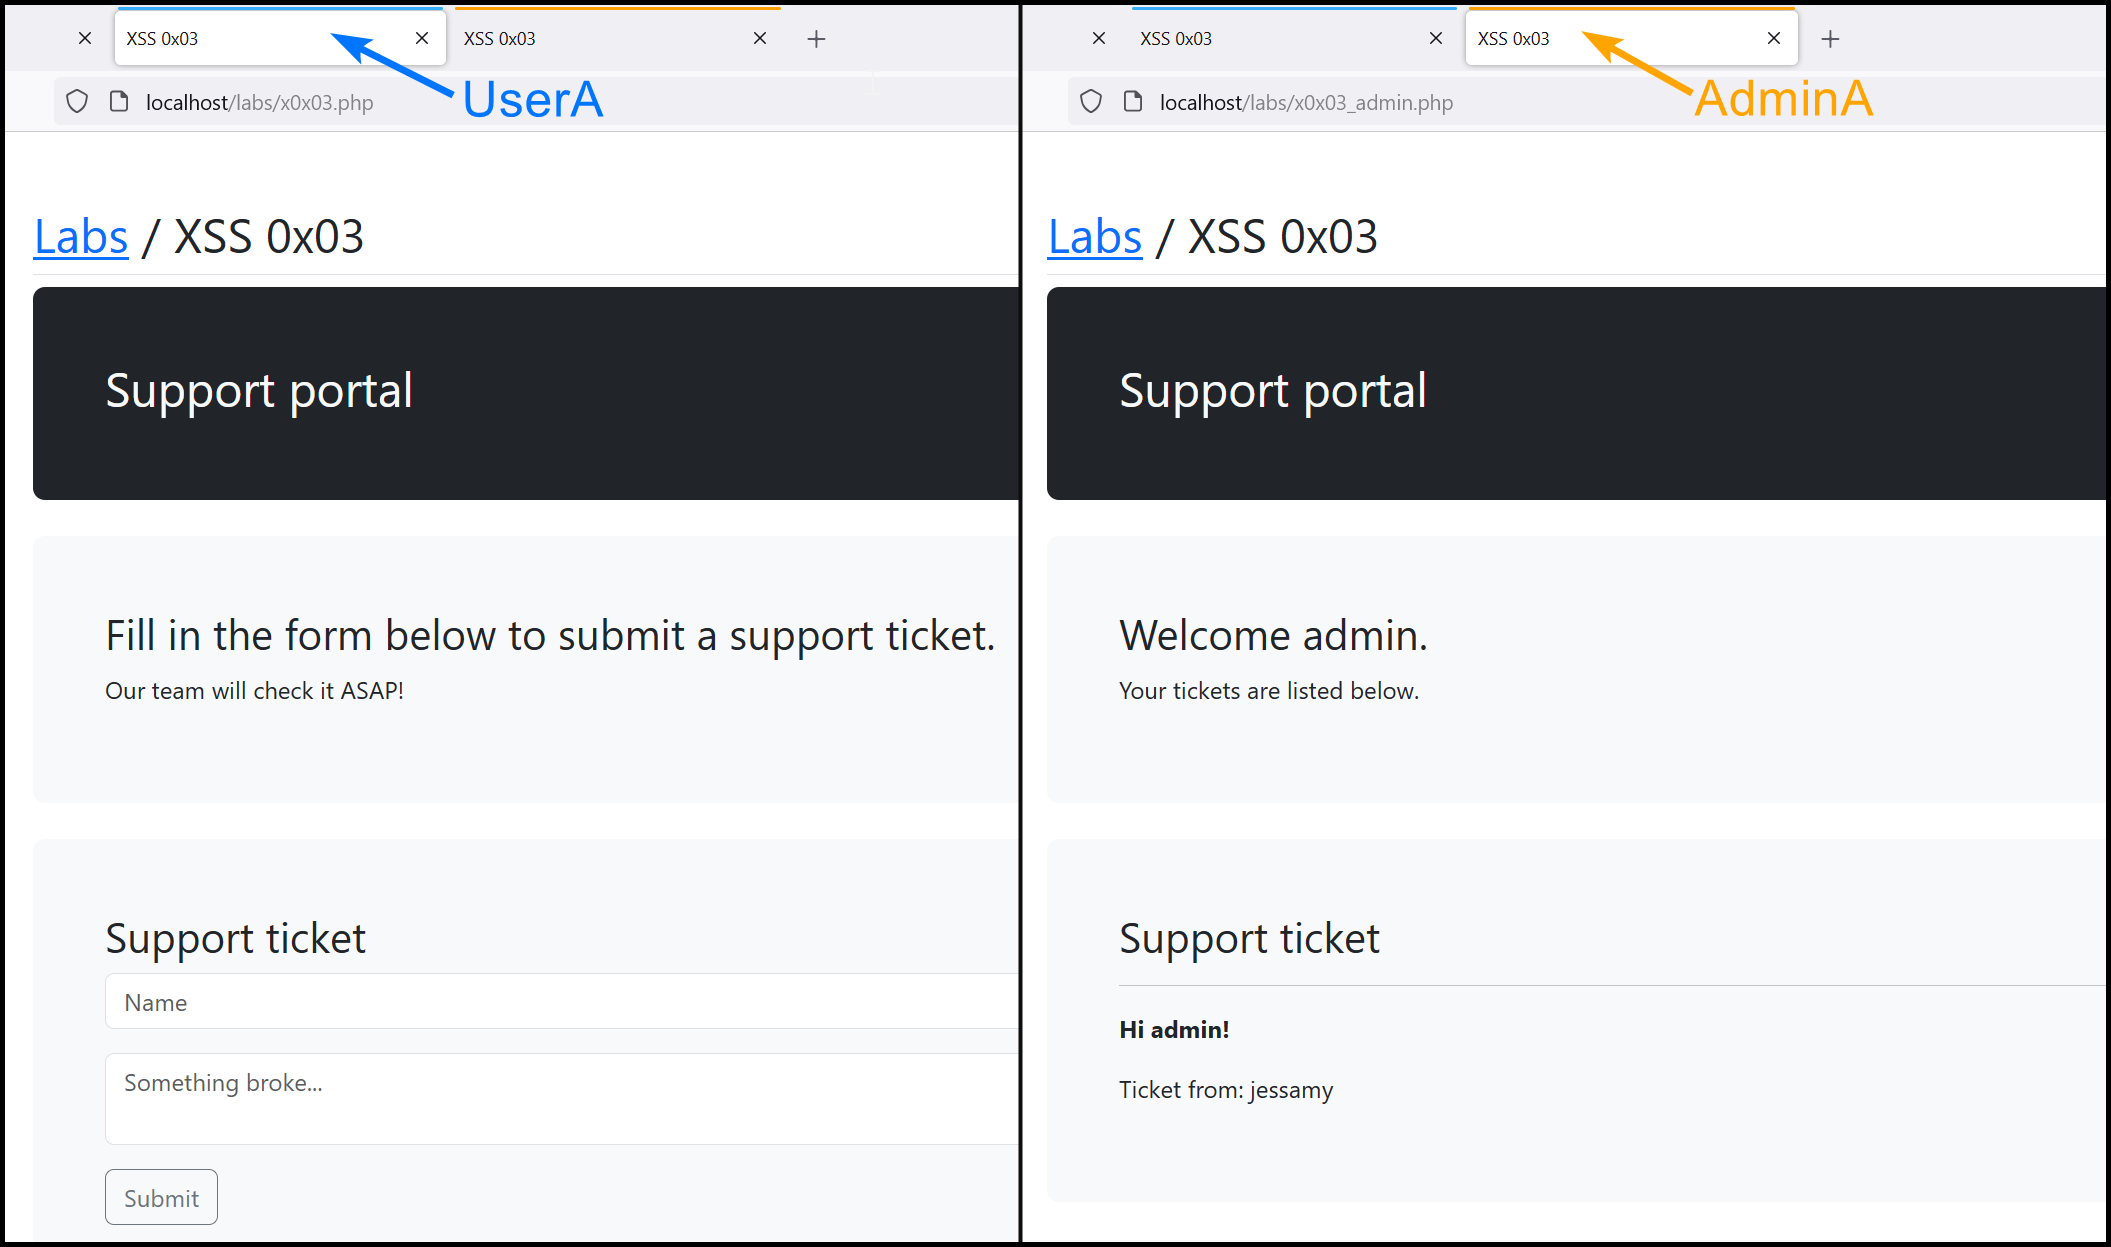 XSS 0x03
XSS 0x03
localhost/labs/x0x03.php
UserA
Labs / XSS 0x03
Support portal
Fill in the form below to submit a support ticket.
Our team will check it ASAP!
Support ticket
Name
Something broke...
Submit
XSS 0x03
XSS 0x03
localhost/labs/x0x03_admin.php
AdminA
Labs / XSS 0x03
Support portal
Welcome admin.
Your tickets are listed below.
Support ticket
Hi admin!
Ticket from: jessamy